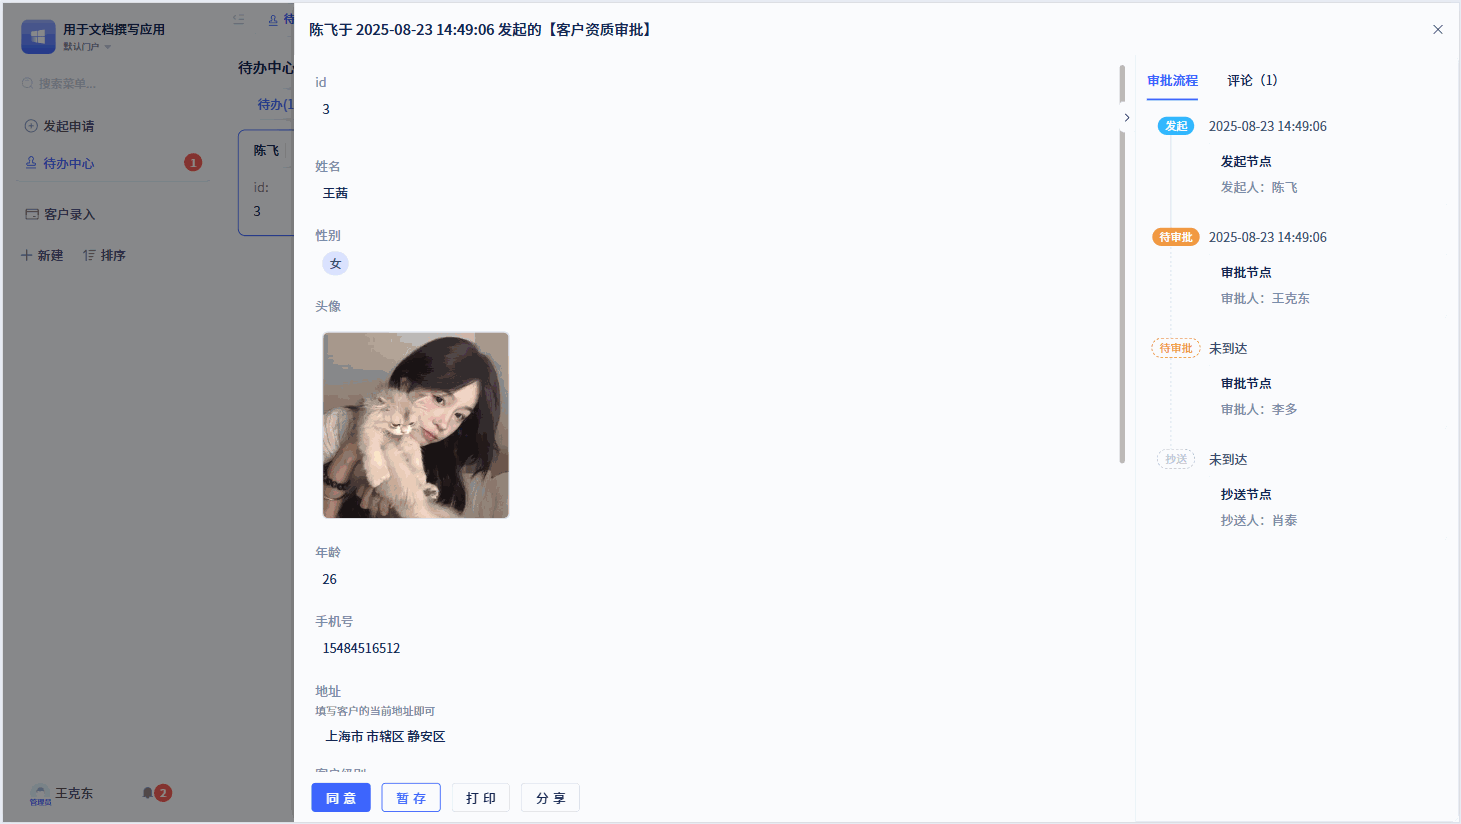 用于文档撰写应用
默认门户
搜索菜单...
发起申请
待办中心
1
客户录入
新建
排序
管理员
王克东
2
待
待办中心
待办(1
陈飞
id:
3
陈飞于 2025-08-23 14:49:06 发起的【客户资质审批】
id
3
姓名
王茜
性别
女
头像
年龄
26
手机号
15484516512
地址
填写客户的当前地址即可
上海市 市辖区 静安区
同 意
暂 存
打 印
分 享
审批流程
评论（1）
发起
2025-08-23 14:49:06
发起节点
发起人：陈飞
待审批
2025-08-23 14:49:06
审批节点
审批人：王克东
待审批
未到达
审批节点
审批人：李多
抄送
未到达
抄送节点
抄送人：肖泰